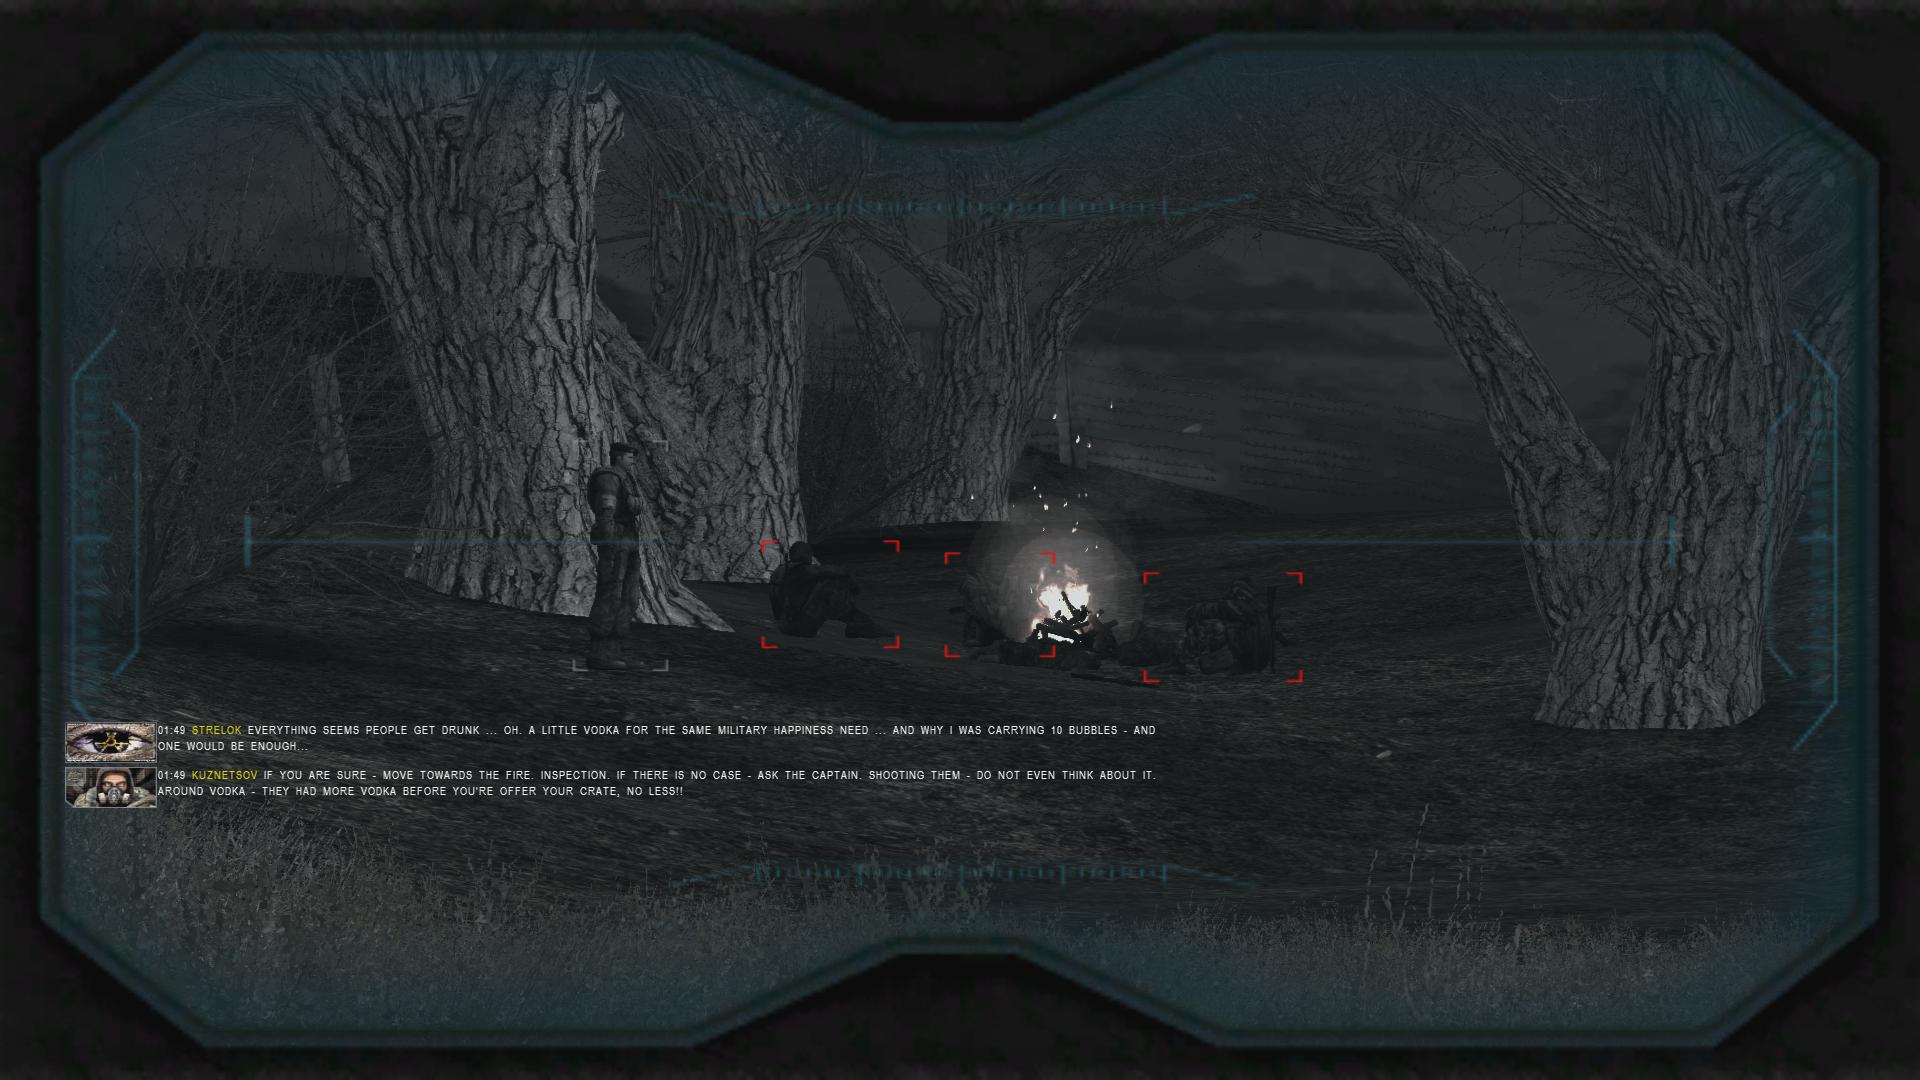 01:49 STRELOK EVERYTHING SEEMS PEOPLE GET DRUNK ... OH. A LITTLE VODKA FOR THE SAME MILITARY HAPPINESS NEED ... AND WHY I WAS CARRYING 10 BUBBLES - AND
ONE WOULD BE ENOUGH...
01:49 KUZNETSOV IF YOU ARE SURE - MOVE TOWARDS THE FIRE. INSPECTION. IF THERE IS NO CASE - ASK THE CAPTAIN. SHOOTING THEM - DO NOT EVEN THINK ABOUT IT.
AROUND VODKA - THEY HAD MORE VODKA BEFORE YOU'RE OFFER YOUR CRATE, NO LESS!!